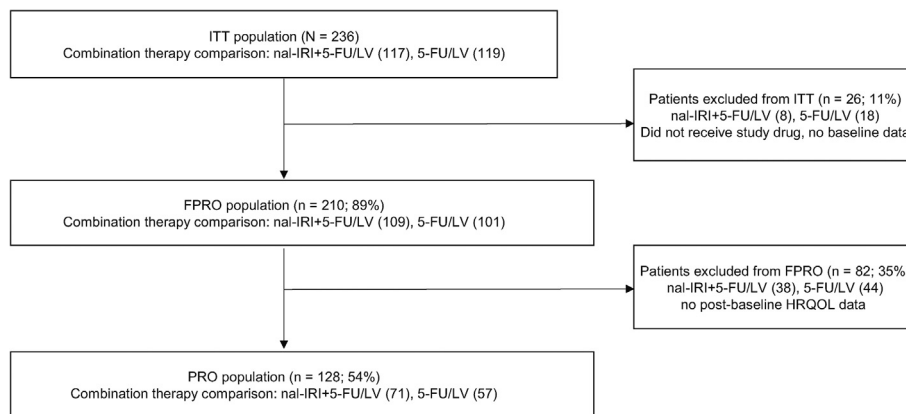 ITT population (N = 236)
Combination therapy comparison: nal-IRI+5-FU/LV (117), 5-FU/LV (119)
Patients excluded from ITT (n = 26; 11%)
nal-IRI+5-FU/LV (8), 5-FU/LV (18)
Did not receive study drug, no baseline data
FPRO population (n = 210; 89%)
Combination therapy comparison: nal-IRI+5-FU/LV (109), 5-FU/LV (101)
Patients excluded from FPRO (n = 82; 35%
nal-IRI+5-FU/LV (38), 5-FU/LV (44)
no post-baseline HRQOL data
PRO population (n = 128; 54%)
Combination therapy comparison: nal-IRI+5-FU/LV (71), 5-FU/LV (57)